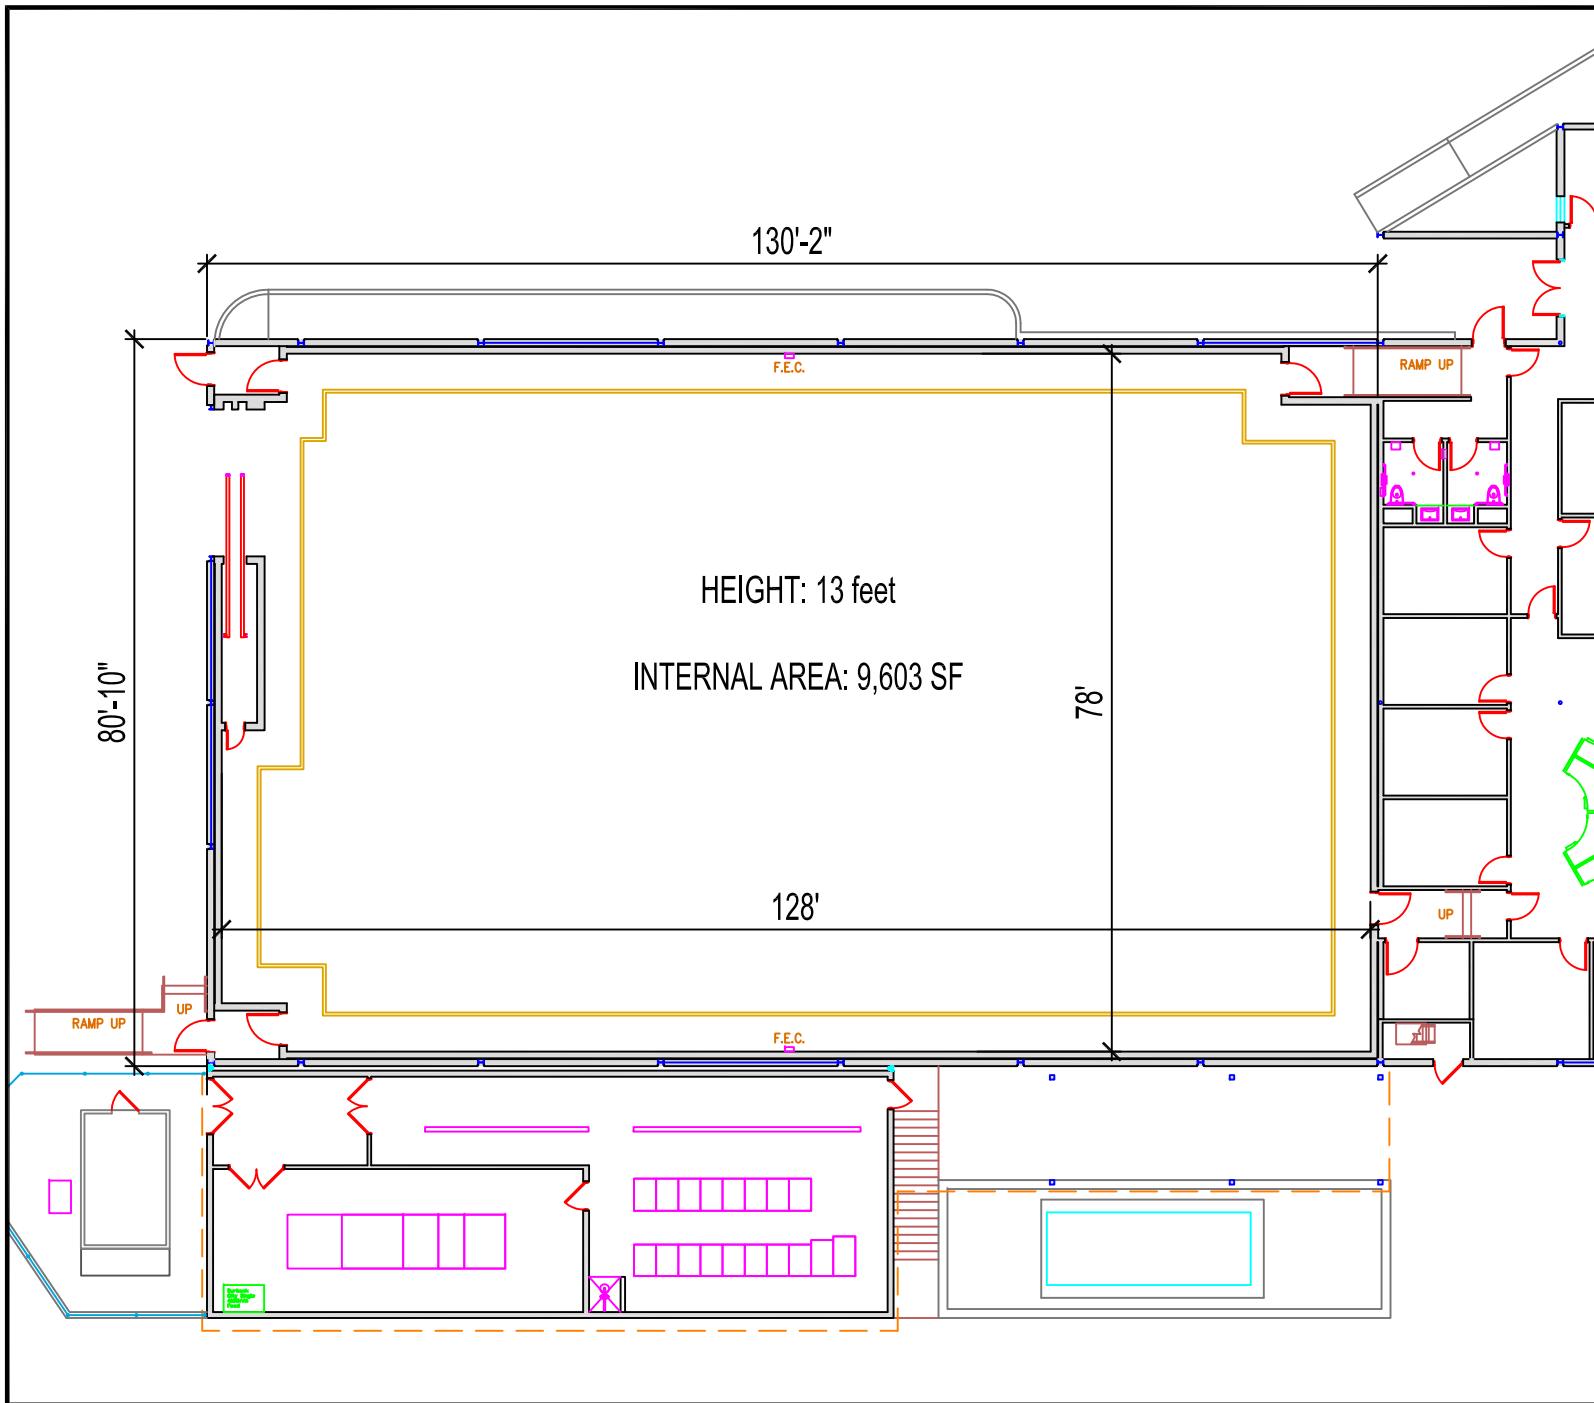 130'-2"
F.E.C.
RAMP UP
HEIGHT: 13 feet
INTERNAL AREA: 9,603 SF
80'-10"
78'
128'
UP
UP
RAMP UP
F.E.C.